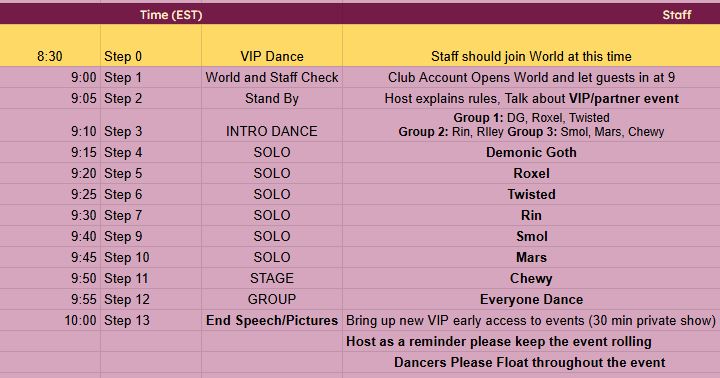 Time (EST) Staff
8:30 Step 0 VIP Dance Staff should join World at this time
9:00 Step 1 World and Staff Check Club Account Opens World and let guests in at 9
9:05 Step 2 Stand By Host explains rules, Talk about VIP/partner event
Group 1: DG, Roxel, Twisted
9:10 Step 3 INTRO DANCE Group 2: Rin, RIley Group 3: Smol, Mars, Chewy
9:15 Step 4 SOLO Demonic Goth
9:20 Step 5 SOLO Roxel
9:25 Step 6 SOLO Twisted
9:30 Step 7 SOLO Rin
9:40 Step 9 SOLO Smol
9:45 Step 10 SOLO Mars
9:50 Step 11 STAGE Chewy
9:55 Step 12 GROUP Everyone Dance
10:00 Step 13 End Speech/Pictures Bring up new VIP early access to events (30 min private show)
Host as a reminder please keep the event rolling
Dancers Please Float throughout the event